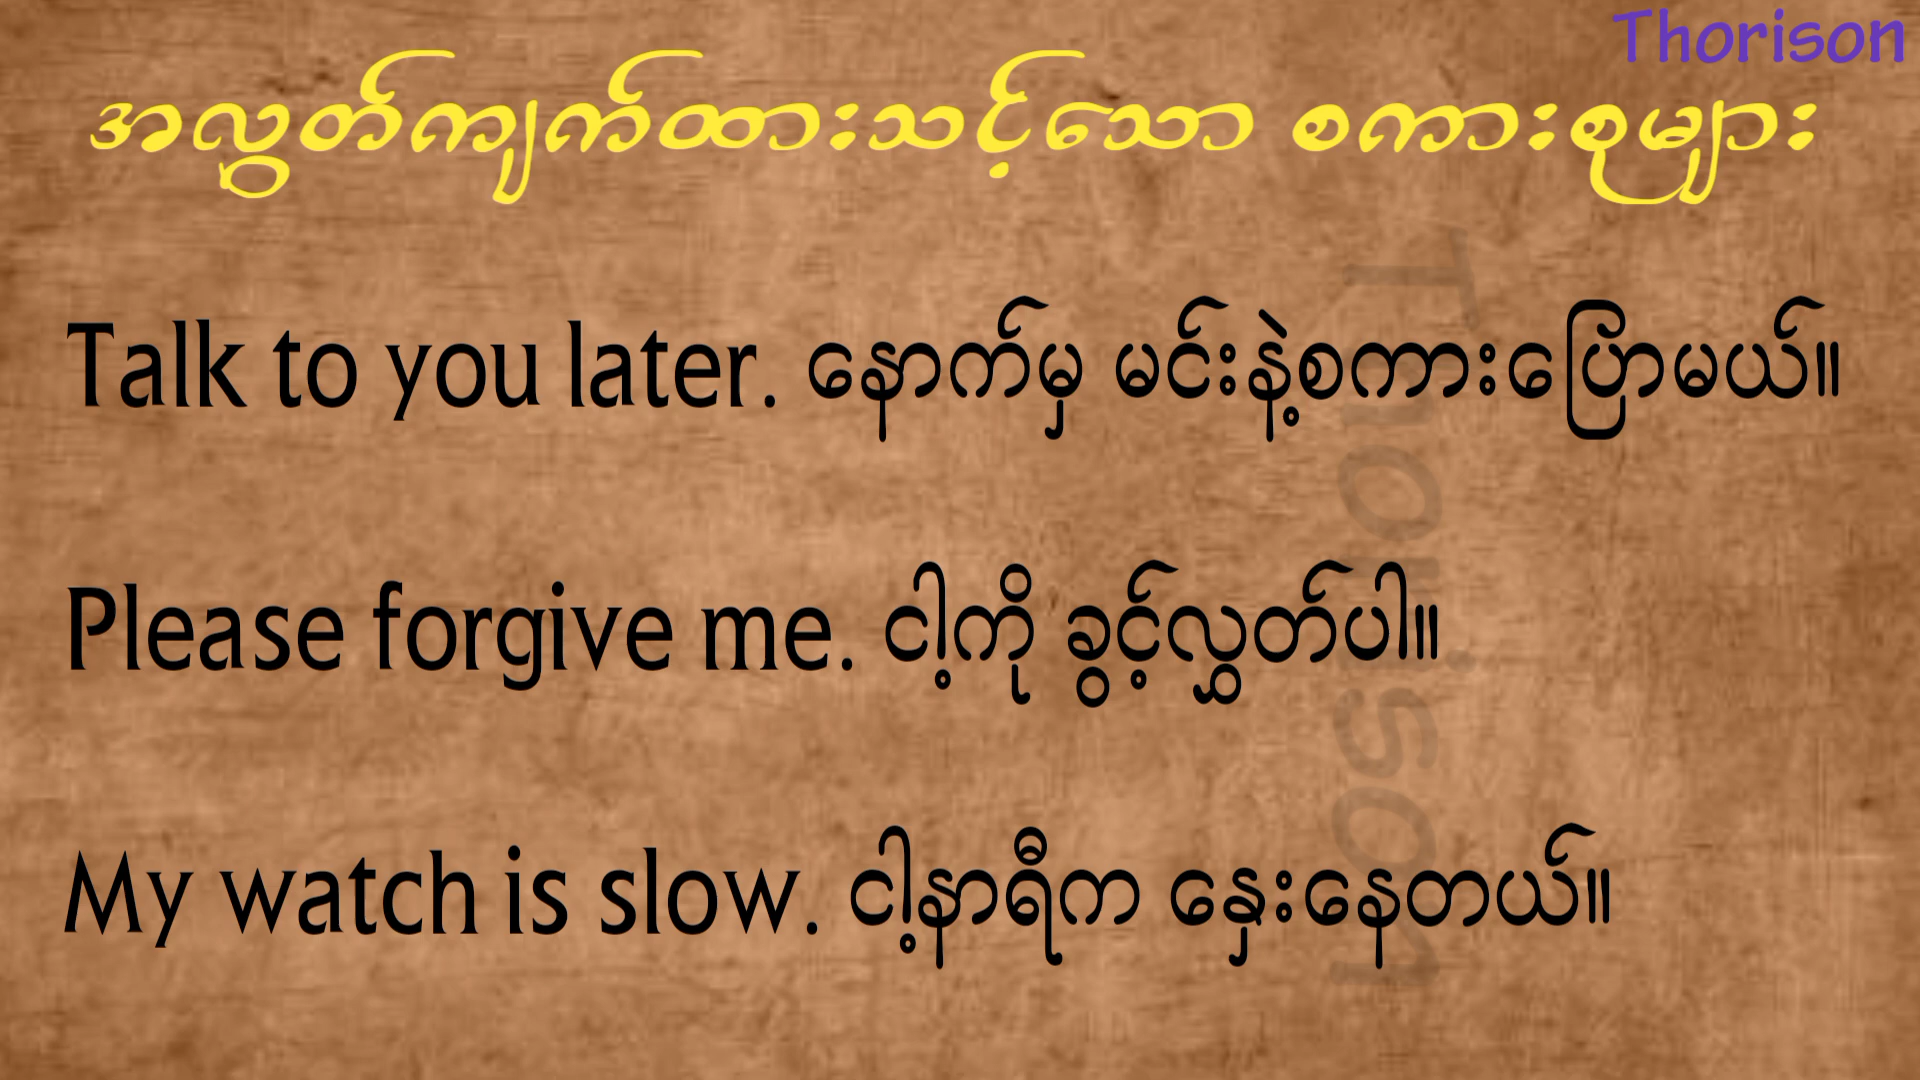 Thorison
အလွတ်ကျက်ထားသင့်သော စကားစုများ
Talk to you later. နောက်မှ မင်းနဲ့စကားပြောမယ်။
Please forgive me. ငါ့ကို ခွင့်လွှတ်ပါ။
My watch is slow. ငါ့နာရီက နှေးနေတယ်။
Thorison